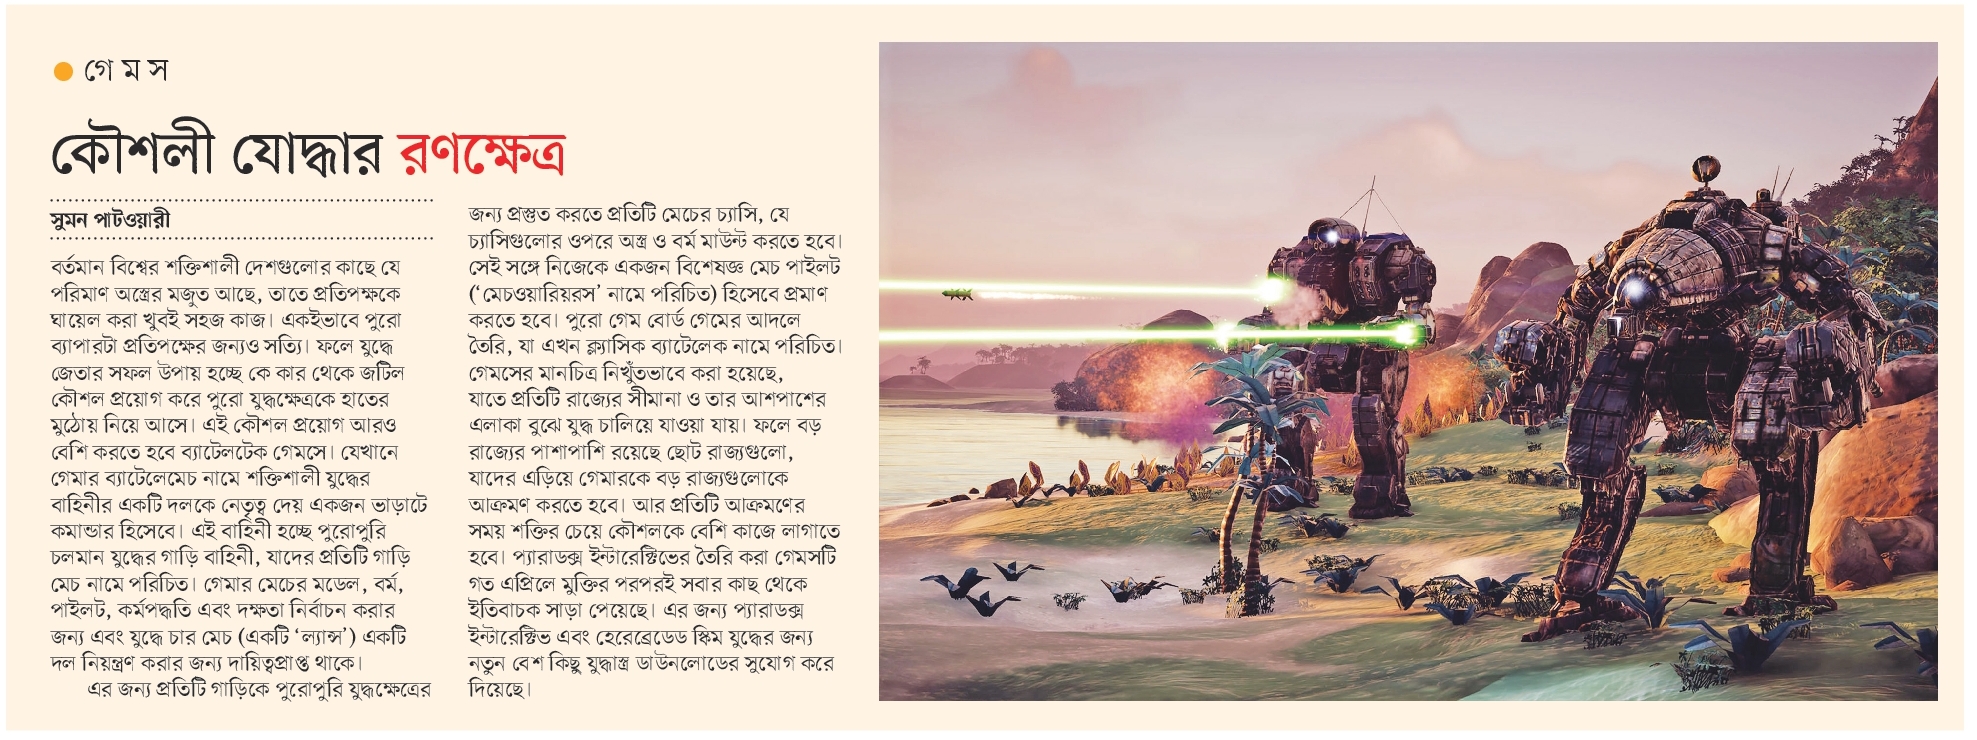 গেমস
কৌশলী যোদ্ধার রণক্ষেত্র
সুমন পাটওয়ারী
বর্তমান বিশ্বের শক্তিশালী দেশগুলোর কাছে যে
পরিমাণ অস্ত্রের মজুত আছে, তাতে প্রতিপক্ষকে
ঘায়েল করা খুবই সহজ কাজ। একইভাবে পুরো
ব্যাপারটা প্রতিপক্ষের জন্যও সত্যি। ফলে যুদ্ধে
জেতার সফল উপায় হচ্ছে কে কার থেকে জটিল
কৌশল প্রয়োগ করে পুরো যুদ্ধক্ষেত্রকে হাতের
মুঠোয় নিয়ে আসে। এই কৌশল প্রয়োগ আরও
বেশি করতে হবে ব্যাটেলটেক গেমসে। যেখানে
গেমার ব্যাটেলেমেচ নামে শক্তিশালী যুদ্ধের
বাহিনীর একটি দলকে নেতৃত্ব দেয় একজন ভাড়াটে
কমান্ডার হিসেবে। এই বাহিনী হচ্ছে পুরোপুরি
চলমান যুদ্ধের গাড়ি বাহিনী, যাদের প্রতিটি গাড়ি
মেচ নামে পরিচিত। গেমার মেচের মডেল, বর্ম,
পাইলট, কর্মপদ্ধতি এবং দক্ষতা নির্বাচন করার
জন্য এবং যুদ্ধে চার মেচ (একটি ‘ল্যান্স’) একটি
দল নিয়ন্ত্রণ করার জন্য দায়িত্বপ্রাপ্ত থাকে।
এর জন্য প্রতিটি গাড়িকে পুরোপুরি যুদ্ধক্ষেত্রের
জন্য প্রস্তুত করতে প্রতিটি মেচের চ্যাসি, যে
চ্যাসিগুলোর ওপরে অস্ত্র ও বর্ম মাউন্ট করতে হবে।
সেই সঙ্গে নিজেকে একজন বিশেষজ্ঞ মেচ পাইলট
(‘মেচওয়ারিয়রস’ নামে পরিচিত) হিসেবে প্রমাণ
করতে হবে। পুরো গেম বোর্ড গেমের আদলে
তৈরি, যা এখন ক্ল্যাসিক ব্যাটেলেক নামে পরিচিত।
গেমসের মানচিত্র নিখুঁতভাবে করা হয়েছে,
যাতে প্রতিটি রাজ্যের সীমানা ও তার আশপাশের
এলাকা বুঝে যুদ্ধ চালিয়ে যাওয়া যায়। ফলে বড়
রাজ্যের পাশাপাশি রয়েছে ছোট রাজ্যগুলো,
যাদের এড়িয়ে গেমারকে বড় রাজ্যগুলোকে
আক্রমণ করতে হবে। আর প্রতিটি আক্রমণের
সময় শক্তির চেয়ে কৌশলকে বেশি কাজে লাগাতে
হবে। প্যারাডক্স ইন্টারেক্টিভের তৈরি করা গেমসটি
গত এপ্রিলে মুক্তির পরপরই সবার কাছ থেকে
ইতিবাচক সাড়া পেয়েছে। এর জন্য প্যারাডক্স
ইন্টারেক্টিভ এবং হেরেব্রেডেড স্কিম যুদ্ধের জন্য
নতুন বেশ কিছু যুদ্ধাস্ত্র ডাউনলোডের সুযোগ করে
দিয়েছে।